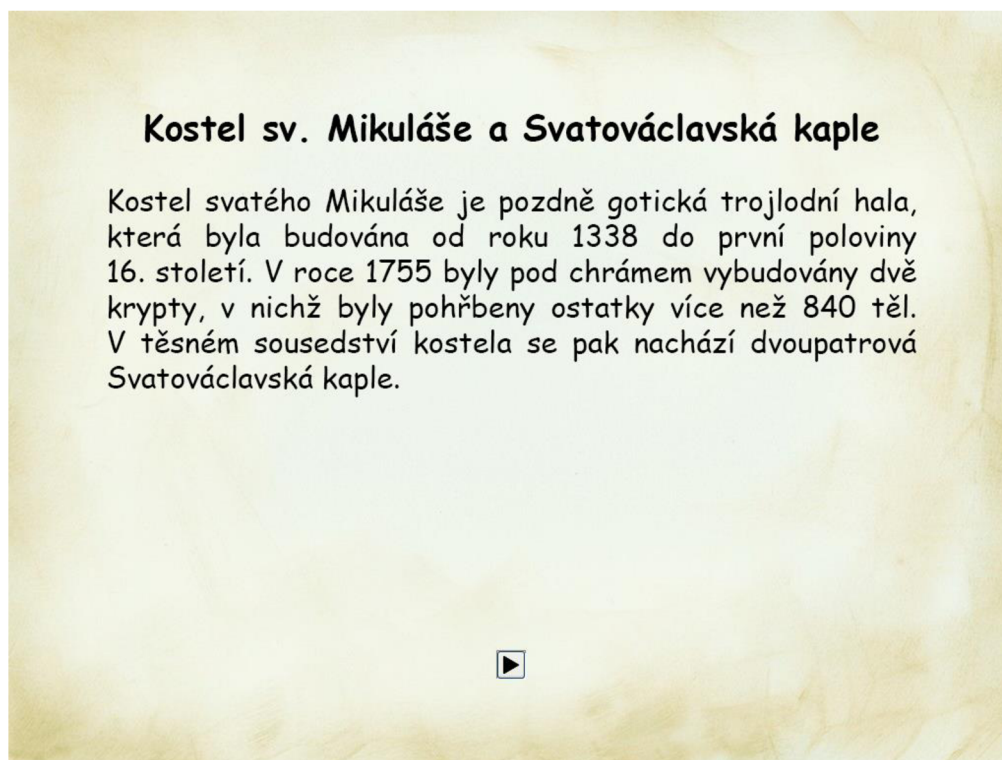 Kostel sv. Mikuláše a Svatováclavská kaple
Kostel svatého Mikuláše je pozdně gotická trojlodní hala,
která byla budována od roku 1338 do první poloviny
16. století. V roce 1755 byly pod chrámem vybudovány dvě
krypty, v nichž byly pohřbeny ostatky více než 840 těl.
V těsném sousedství kostela se pak nachází dvoupatrová
Svatováclavská kaple.